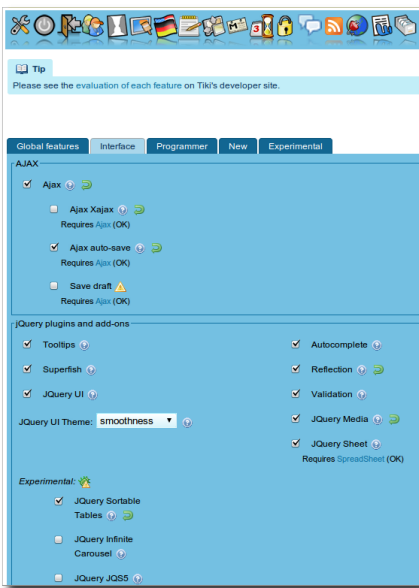 Tip
Please see the evaluation of each feature on Tiki's developer site.
Global features Interface Programmer New Experimental
AJAX
Ajax
Ajax Xajax
Requires Ajax (OK)
Ajax auto-save
Requires Ajax (OK)
Save draft
Requires Ajax (OK)
jQuery plugins and add-ons
Tooltips
Superfish
JQuery UI
JQuery UI Theme: smoothness
Autocomplete
Reflection
Validation
JQuery Media
JQuery Sheet
Requires SpreadSheet (OK)
Experimental:
JQuery Sortable
Tables
JQuery Infinite
Carousel
JQuery JQS5